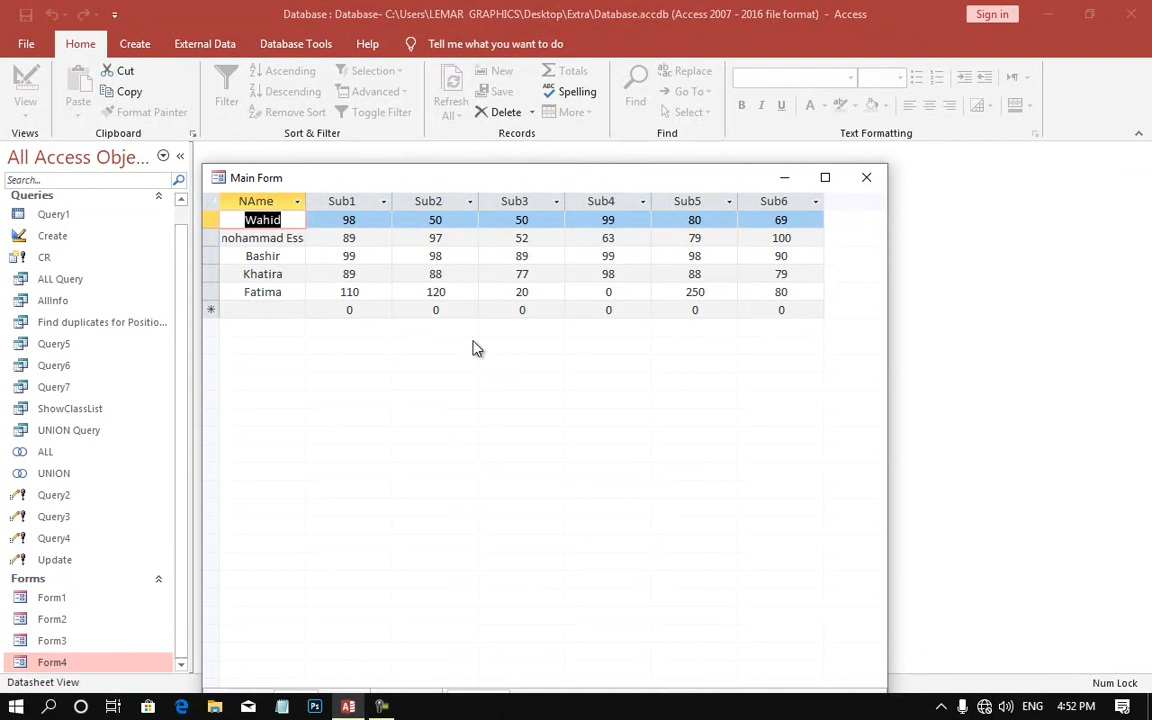 Database : Database- C:\Users\LEMAR GRAPHICS\Desktop\Extra\Database.accdb (Access 2007 - 2016 file format) - Access
Sign in
File Home Create External Data Database Tools Help Tell me what you want to do
View
Views
Paste
Cut
Copy
Format Painter
Clipboard
Filter
Ascending
Descending
Remove Sort
Selection
Advanced
Toggle Filter
Sort & Filter
Refresh All
New
Save
Delete
Totals
Spelling
More
Records
Find
Replace
Go To
Select
Find
B I U A
Text Formatting
All Access Obje...
Search...
Queries
Query1
Create
CR
ALL Query
AllInfo
Find duplicates for Positio...
Query5
Query6
Query7
ShowClassList
UNION Query
ALL
UNION
Query2
Query3
Query4
Update
Forms
Form1
Form2
Form3
Form4
Main Form
NAme Sub1 Sub2 Sub3 Sub4 Sub5 Sub6
Wahid 98 50 50 99 80 69
mohammad Ess 89 97 52 63 79 100
Bashir 99 98 89 99 98 90
Khatira 89 88 77 98 88 79
Fatima 110 120 20 0 250 80
0 0 0 0 0 0
Datasheet View
Num Lock
Ps
ENG 4:52 PM